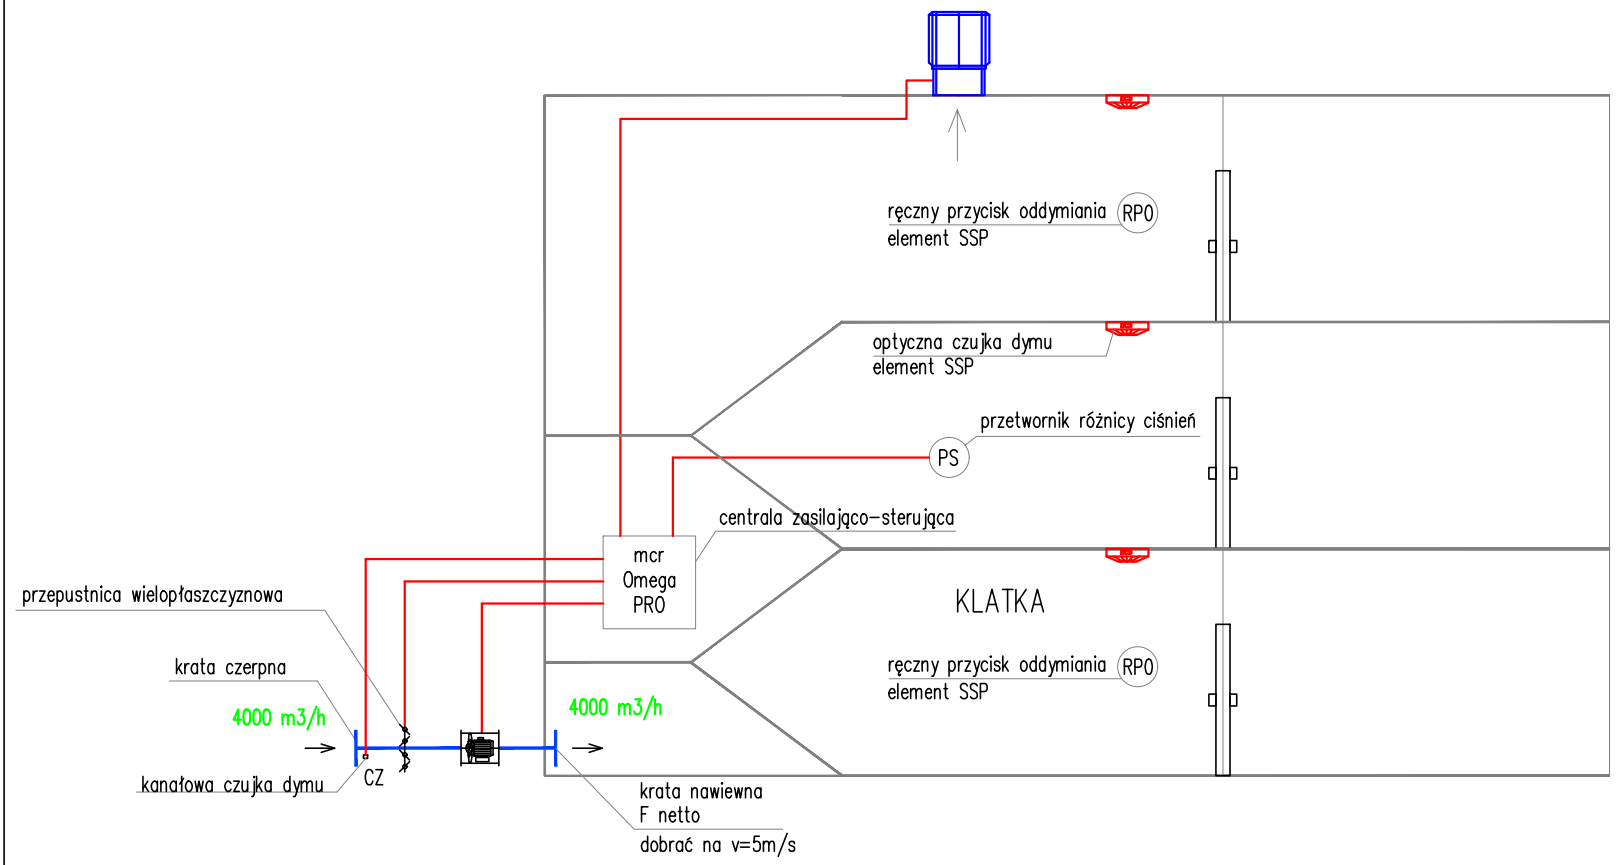 ręczny przycisk oddymiania
RPO
element SSP
optyczna czujka dymu
element SSP
przetwornik różnicy ciśnień
PS
centrala zasilająco-sterująca
mcr
Omega
PRO
przepustnica wielopłaszczyznowa
KLATKA
krata czerpna
ręczny przycisk oddymiania
RPO
element SSP
4000 m3/h
4000 m3/h
CZ
kanałowa czujka dymu
krata nawiewna
F netto
dobrać na v=5m/s